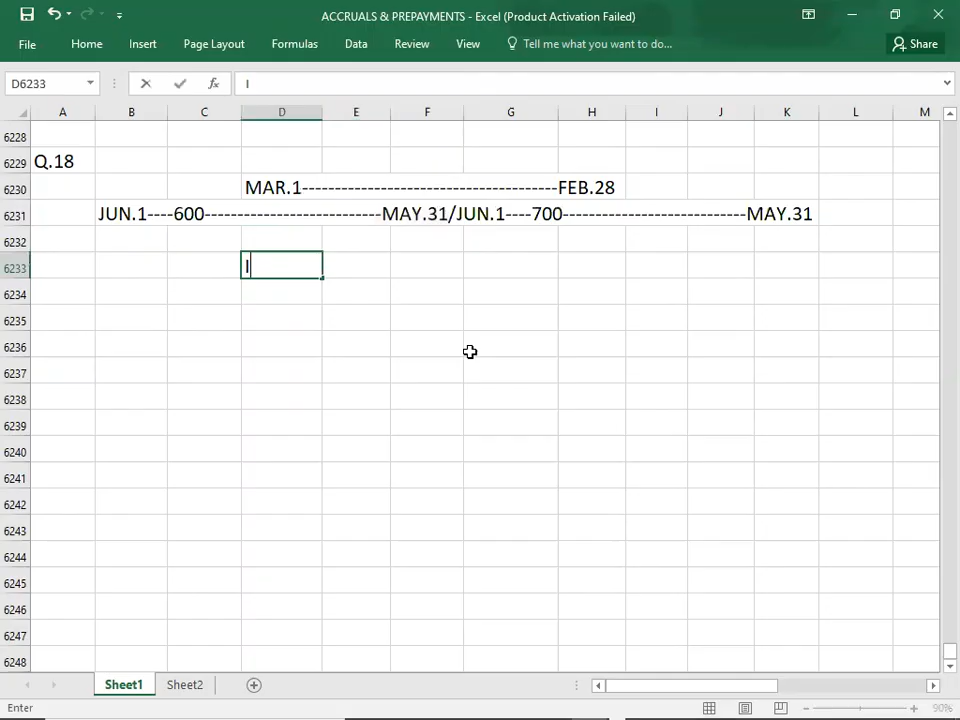 ACCRUALS & PREPAYMENTS - Excel (Product Activation Failed)
File Home Insert Page Layout Formulas Data Review View Tell me what you want to do... Share
D6233 fx I
A B C D E F G H I J K L M
6228
6229 Q.18
6230 MAR.1---------------------------------------FEB.28
6231 JUN.1----600---------------------------MAY.31/JUN.1----700----------------------------MAY.31
6232
6233 I
6234
6235
6236
6237
6238
6239
6240
6241
6242
6243
6244
6245
6246
6247
6248
Sheet1 Sheet2
Enter 90%